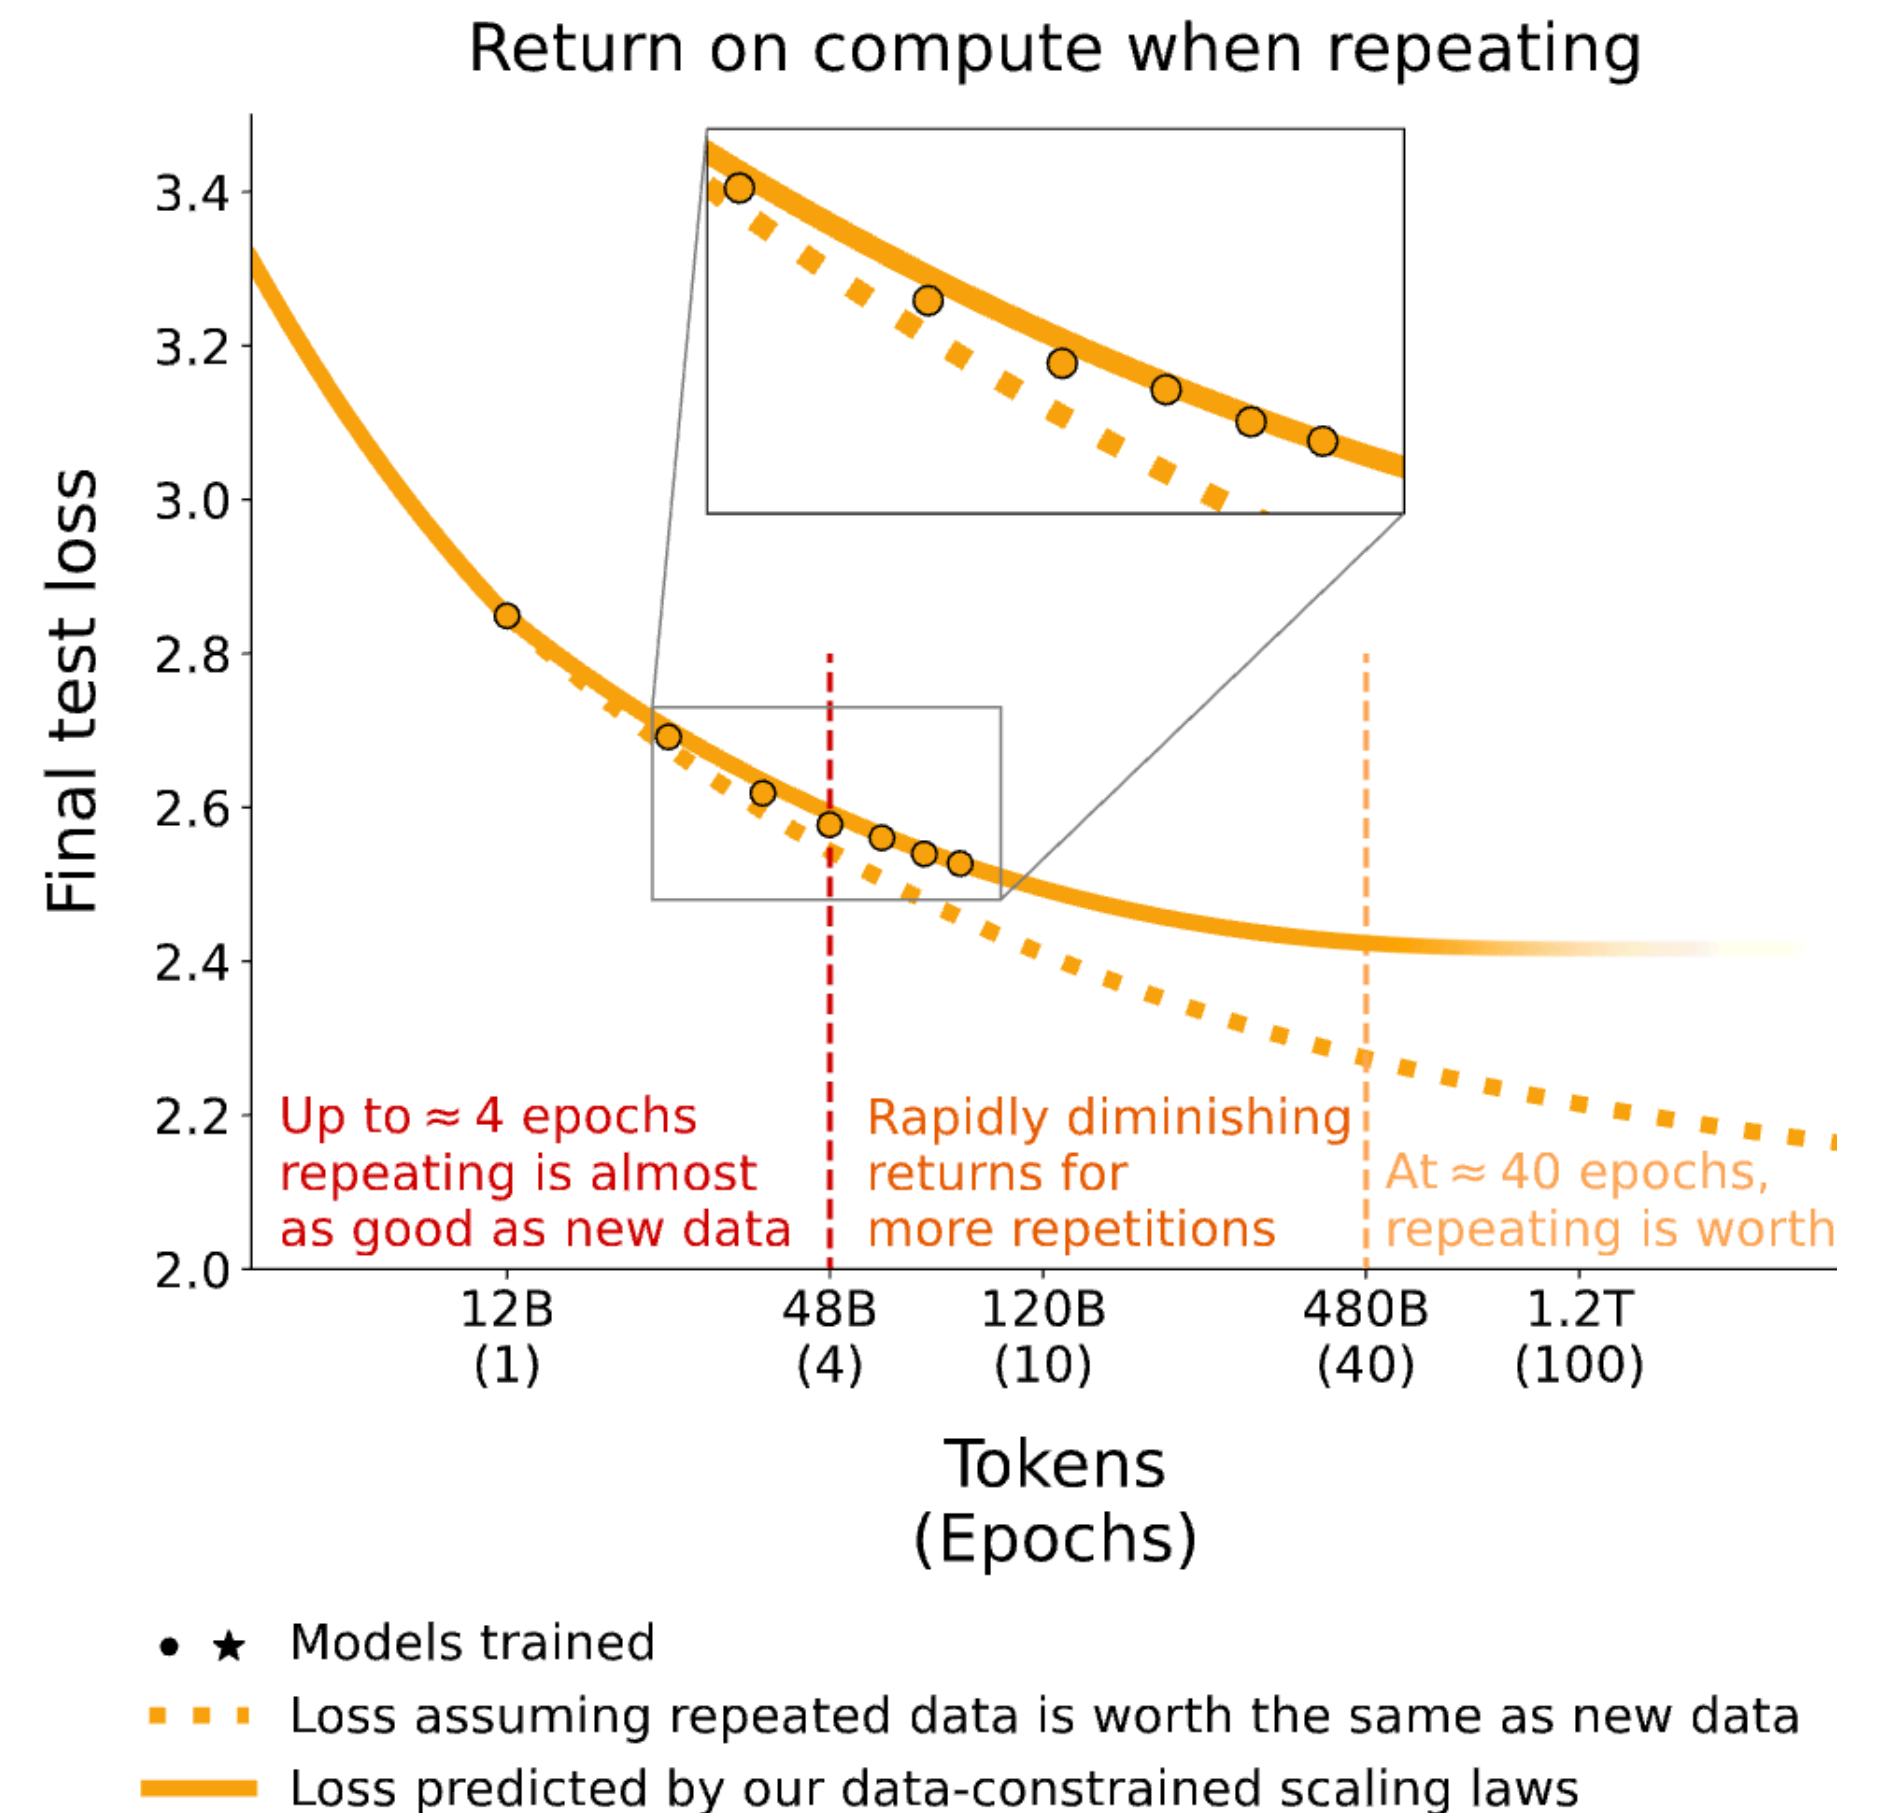 Return on compute when repeating
Final test loss
3.4
3.2
3.0
2.8
2.6
2.4
2.2
2.0
Up to ≈ 4 epochs
repeating is almost
as good as new data
Rapidly diminishing
returns for
more repetitions
At ≈ 40 epochs,
repeating is worth
12B
(1)
48B
(4)
120B
(10)
480B
(40)
1.2T
(100)
Tokens
(Epochs)
Models trained
Loss assuming repeated data is worth the same as new data
Loss predicted by our data-constrained scaling laws